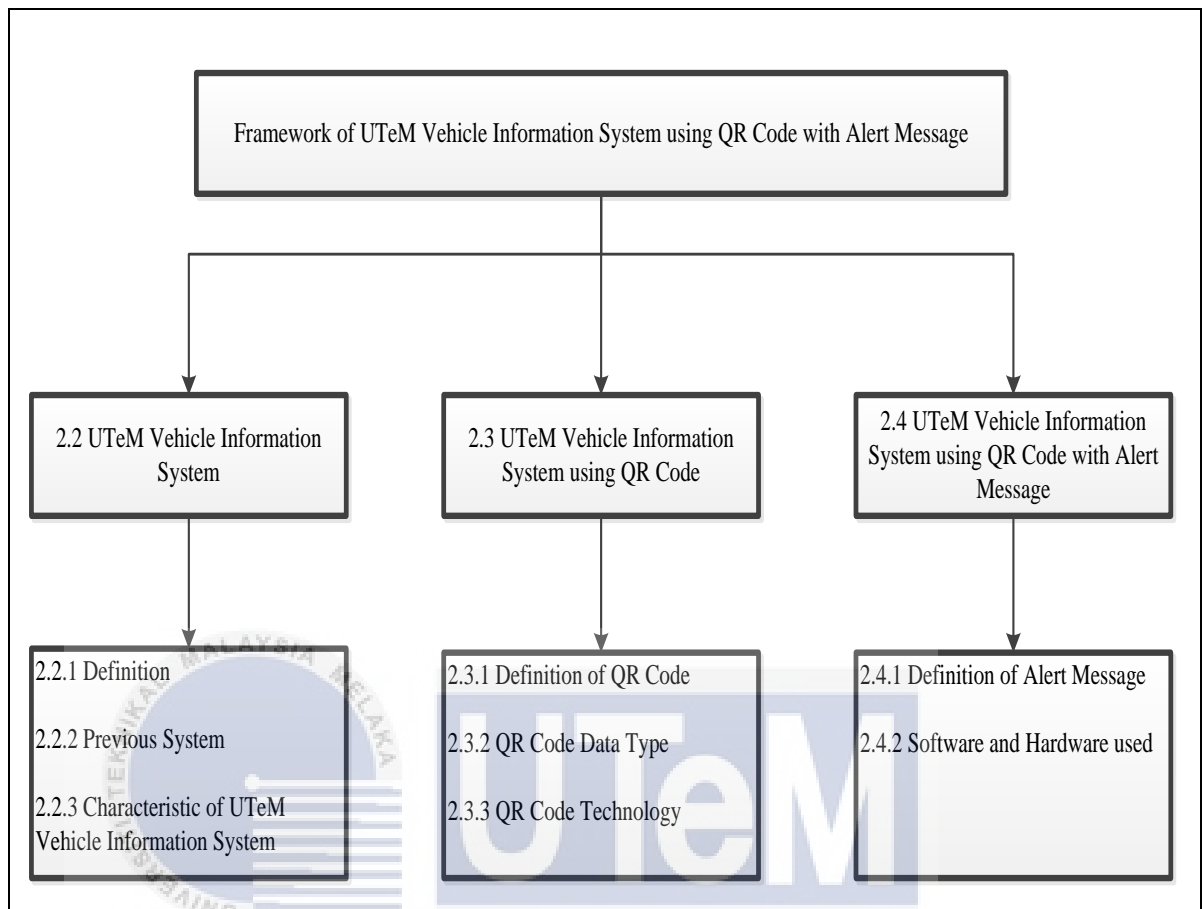 Framework of UTeM Vehicle Information System using QR Code with Alert Message
2.2 UTeM Vehicle Information
System
2.3 UTeM Vehicle Information
System using QR Code
2.4 UTeM Vehicle Information
System using QR Code with Alert
Message
2.2.1 Definition
2.2.2 Previous System
2.2.3 Characteristic of UTeM
Vehicle Information System
2.3.1 Definition of QR Code
2.3.2 QR Code Data Type
2.3.3 QR Code Technology
2.4.1 Definition of Alert Message
2.4.2 Software and Hardware used
TEKNIKAL MALAYSIA MELAKA
UTeM